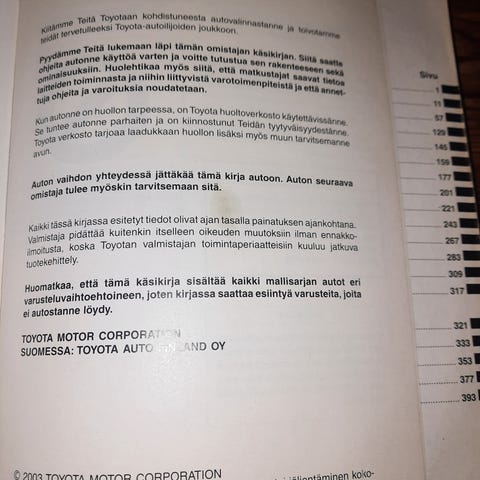 Kiitämme Teitä Toyotaan kohdistuneesta autovalinnastanne ja toivotamme
teidät tervetulleeksi Toyota-autoilijoiden joukkoon.
Pyydämme Teitä lukemaan läpi tämän omistajan käsikirjan. Siitä saatte
ohjeita autonne käyttöä varten ja voitte tutustua sen rakenteeseen sekä
ominaisuuksiin. Huolehtikaa myös siitä, että matkustajat saavat tietoa
laitteiden toiminnasta ja niihin liittyvistä varotoimenpiteistä ja että annet-
tuja ohjeita ja varoituksia noudatetaan.
Kun autonne on huollon tarpeessa, on Toyota huoltoverkosto käytettävissänne.
Se tuntee autonne parhaiten ja on kiinnostunut Teidän tyytyväisyydestänne.
Toyota verkosto tarjoaa laadukkaan huollon lisäksi myös muun tarvitsemanne
avun.
Auton vaihdon yhteydessä jättäkää tämä kirja autoon. Auton seuraava
omistaja tulee myöskin tarvitsemaan sitä.
Kaikki tässä kirjassa esitetyt tiedot olivat ajan tasalla painatuksen ajankohtana.
Valmistaja pidättää kuitenkin itselleen oikeuden muutoksiin ilman ennakko-
ilmoitusta, koska Toyotan valmistajan toimintaperiaatteisiin kuuluu jatkuva
tuotekehittely.
Huomatkaa, että tämä käsikirja sisältää kaikki mallisarjan autot eri
varusteluvaihtoehtoineen, joten kirjassa saattaa esiintyä varusteita, joita
ei autostanne löydy.
TOYOTA MOTOR CORPORATION
SUOMESSA: TOYOTA AUTO FINLAND OY
© 2003 TOYOTA MOTOR CORPORATION
jäljentäminen koko-
Sivu
1
11
57
129
145
159
177
201
221
243
267
283
309
317
321
333
353
377
393